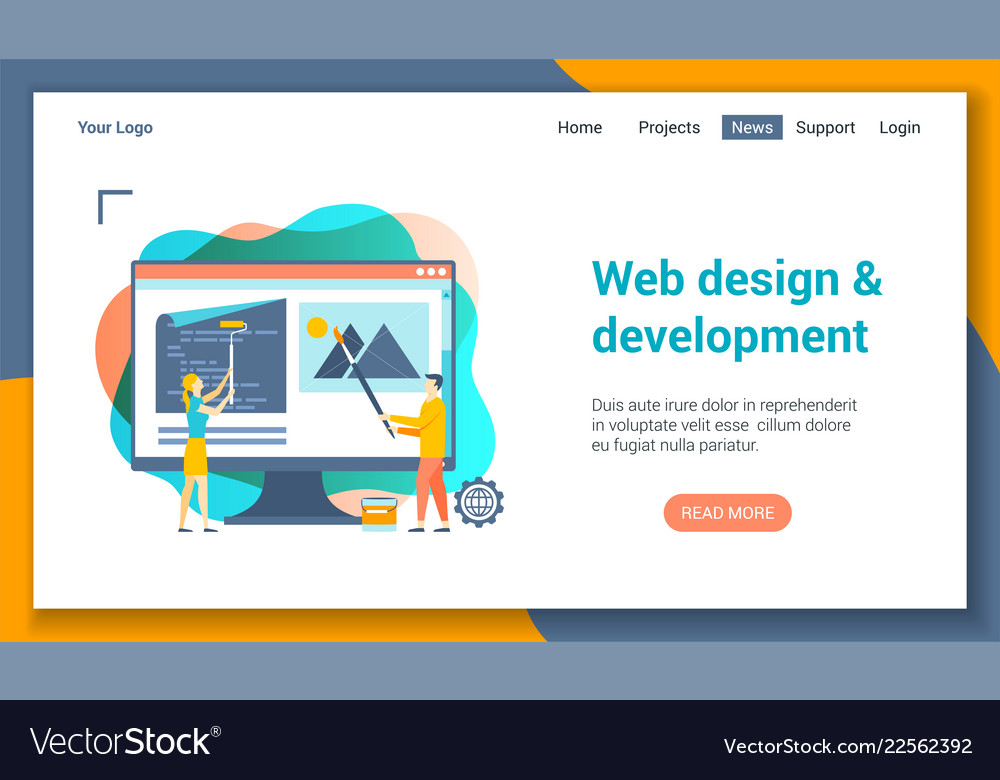 Your Logo
Home Projects News Support Login
Web design &
development
Duis aute irure dolor in reprehenderit
in voluptate velit esse cillum dolore
eu fugiat nulla pariatur.
READ MORE
VectorStock®
VectorStock.com/22562392